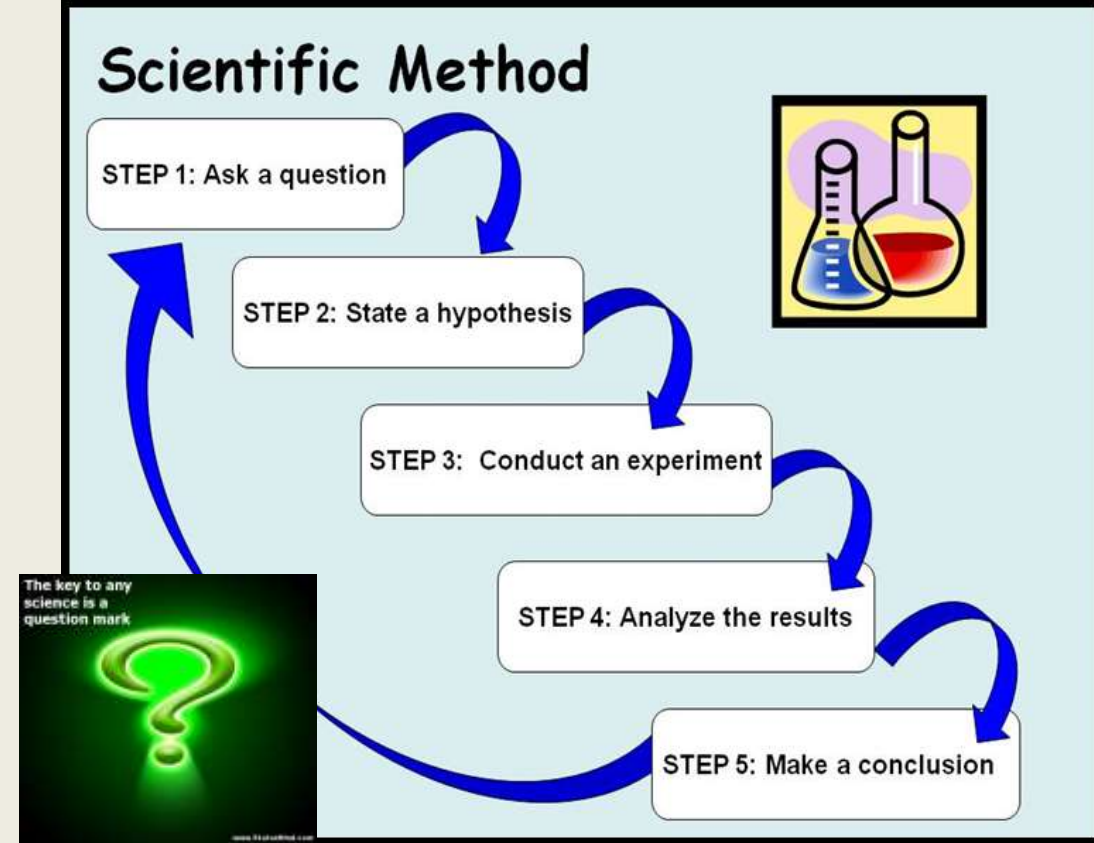 Scientific Method
STEP 1: Ask a question
STEP 2: State a hypothesis
STEP 3: Conduct an experiment
STEP 4: Analyze the results
STEP 5: Make a conclusion
The key to any
science is a
question mark